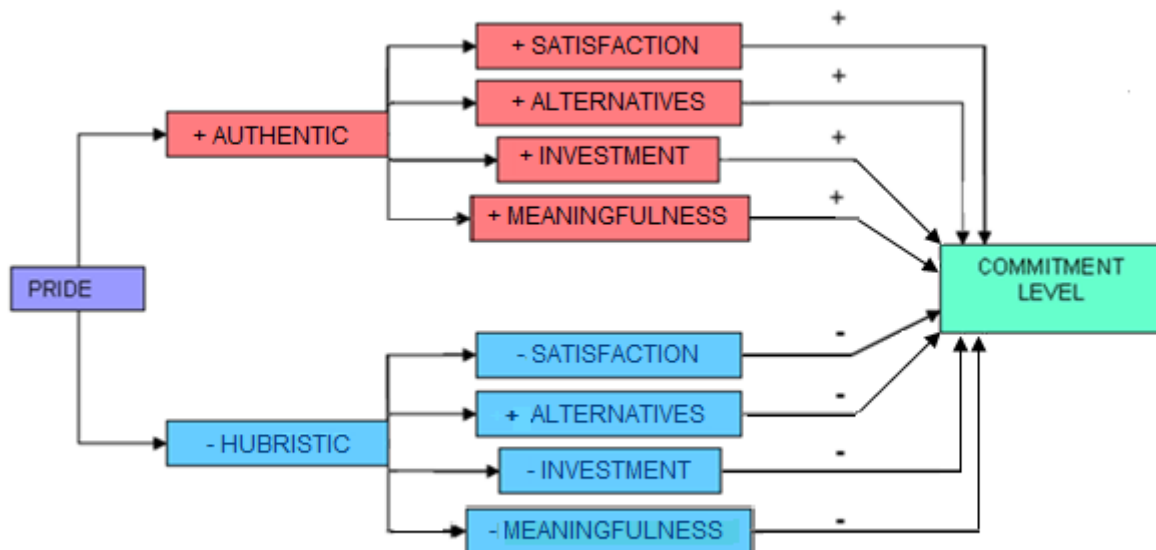 +
+ SATISFACTION
+
+ ALTERNATIVES
+ AUTHENTIC
+
+ INVESTMENT
+
+ MEANINGFULNESS
PRIDE
COMMITMENT
LEVEL
- SATISFACTION
-
+ ALTERNATIVES
-
- HUBRISTIC
- INVESTMENT
-
- MEANINGFULNESS
-